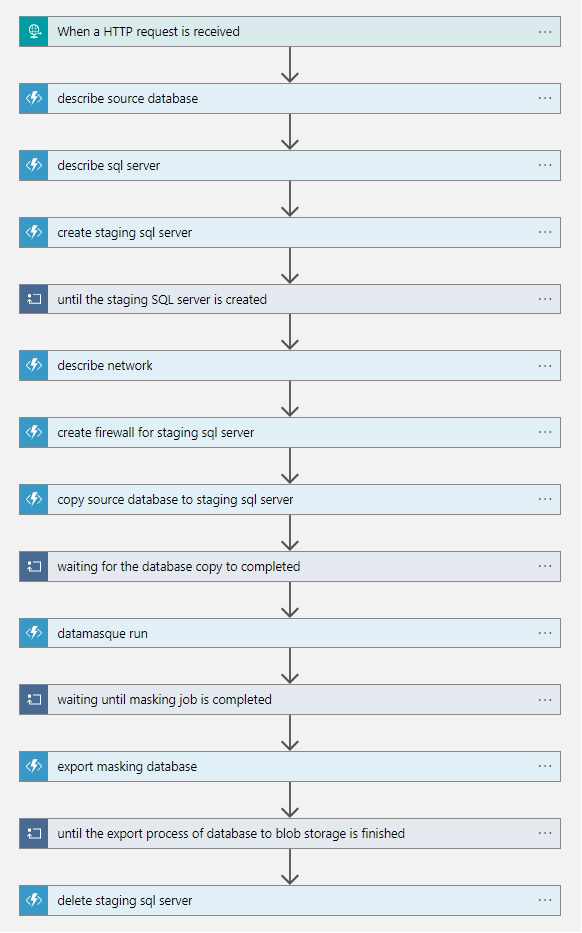 When a HTTP request is received
describe source database
describe sql server
create staging sql server
until the staging SQL server is created
describe network
create firewall for staging sql server
copy source database to staging sql server
waiting for the database copy to completed
datamasque run
waiting until masking job is completed
export masking database
until the export process of database to blob storage is finished
delete staging sql server